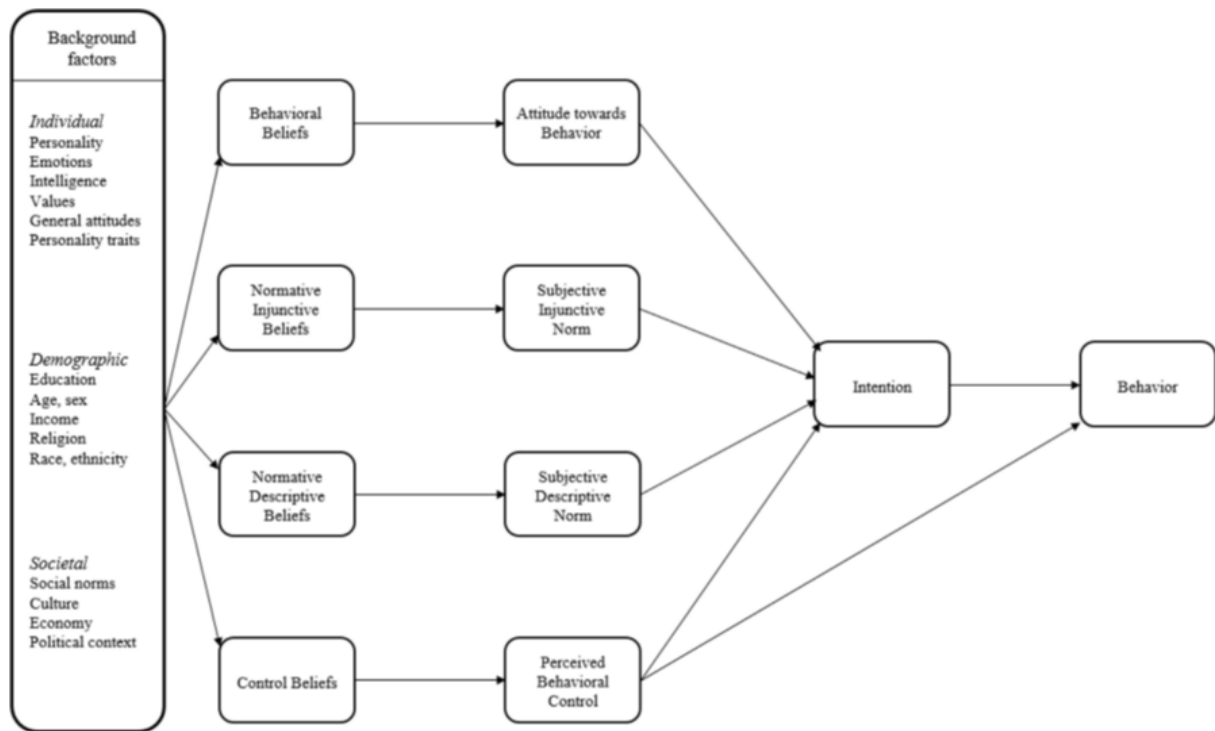 Background
factors
Individual
Personality
Emotions
Intelligence
Values
General attitudes
Personality traits
Demographic
Education
Age, sex
Income
Religion
Race, ethnicity
Societal
Social norms
Culture
Economy
Political context
Behavioral
Beliefs
Attitude towards
Behavior
Normative
Injunctive
Beliefs
Subjective
Injunctive
Norm
Normative
Descriptive
Beliefs
Subjective
Descriptive
Norm
Control Beliefs
Perceived
Behavioral
Control
Intention
Behavior